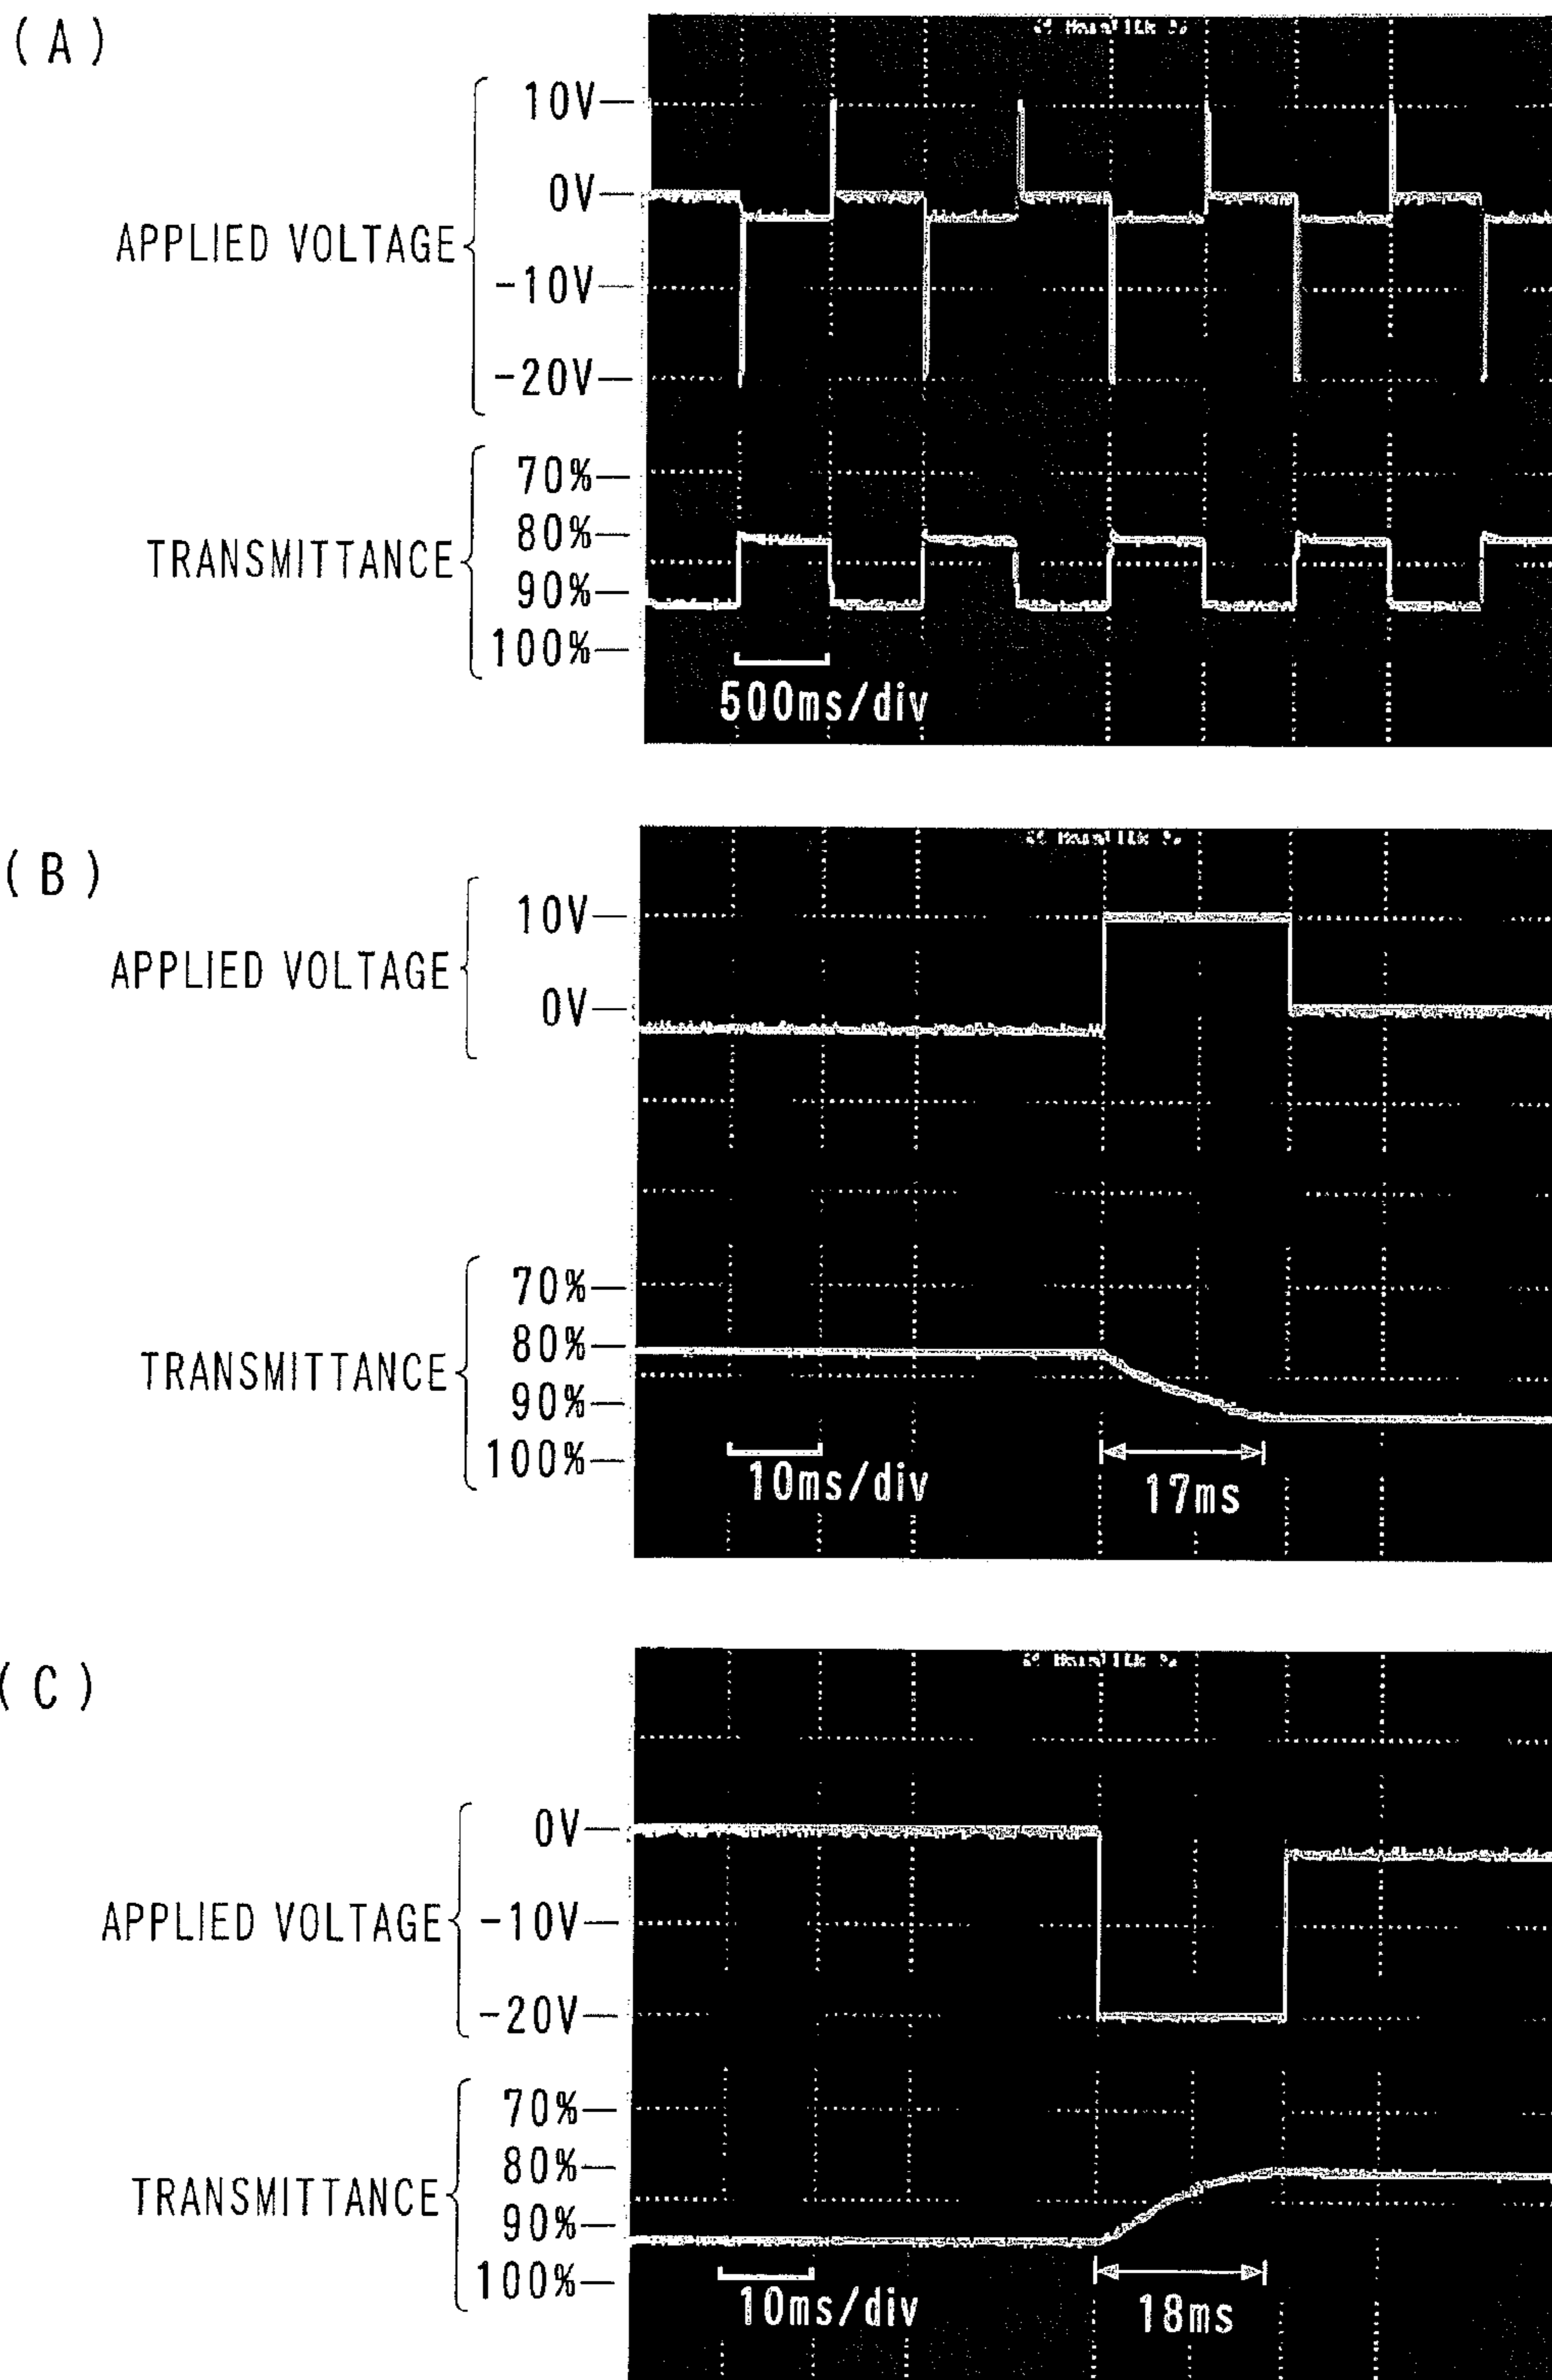 (A)
10V
0V
APPLIED VOLTAGE
-10V
-20V
70%
80%
TRANSMITTANCE
90%
100%
500ms/div
(B)
10V
APPLIED VOLTAGE
0V
70%
80%
TRANSMITTANCE
90%
100%
10ms/div
17ms
(C)
0V
APPLIED VOLTAGE
-10V
-20V
70%
80%
TRANSMITTANCE
90%
100%
10ms/div
18ms